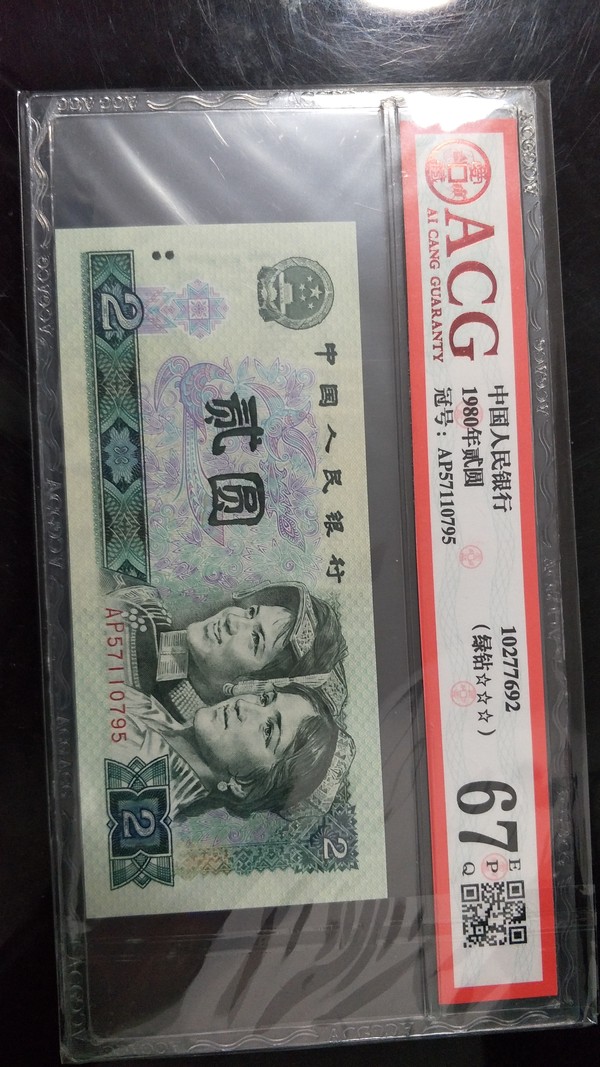 ACG
AI CANG GUARANTY
中国人民银行
1980年贰圆
冠号：AP57110795
10277692
（绿钻☆☆☆）
67
E
P
Q
中国人民银行
贰圆
2
AP57110795
2
2